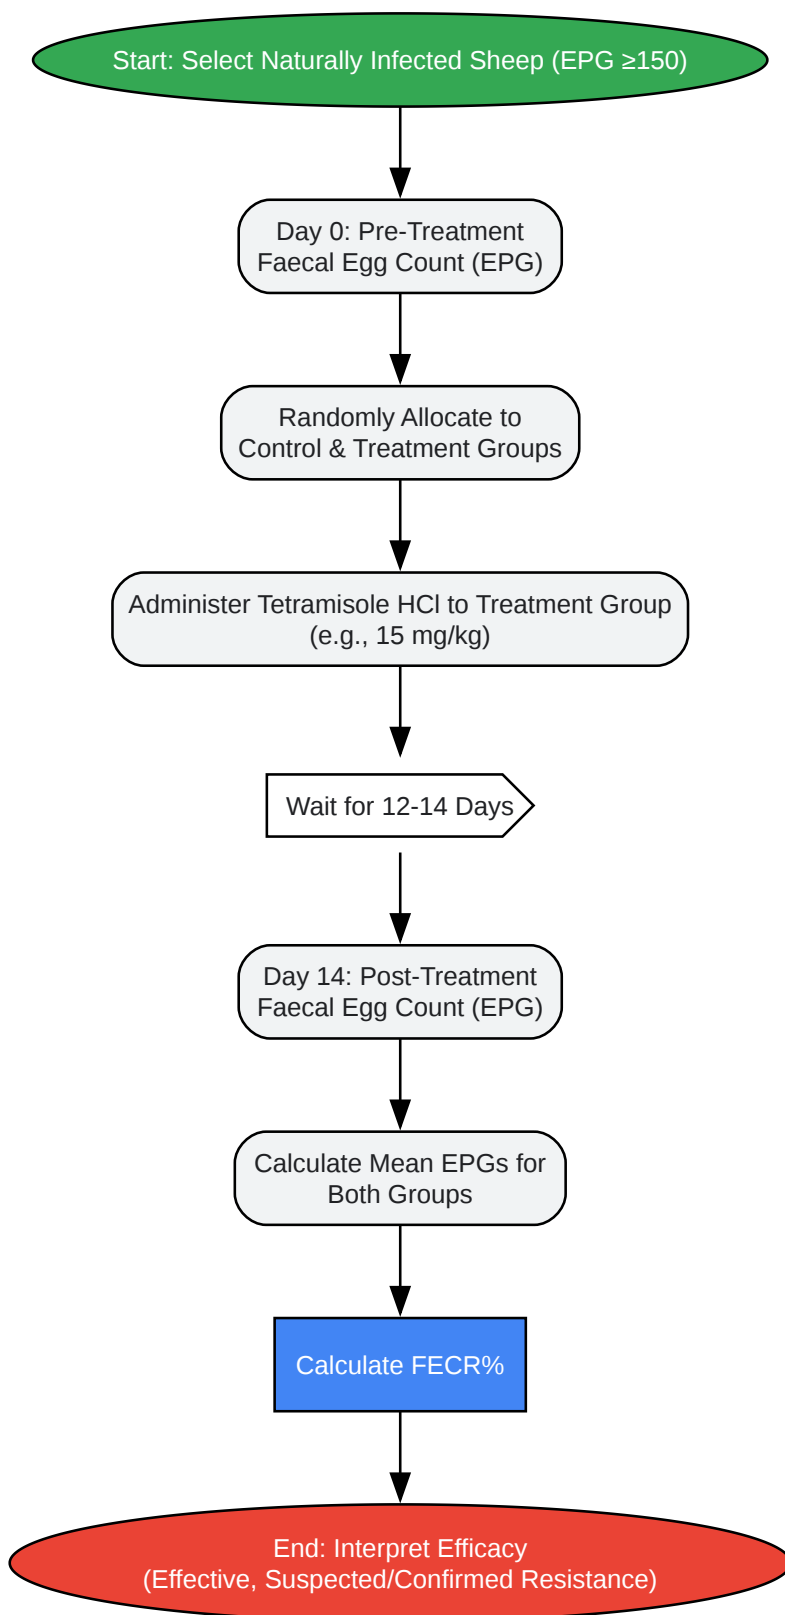 Start: Select Naturally Infected Sheep (EPG ≥150)
Day 0: Pre-Treatment
Faecal Egg Count (EPG)
Randomly Allocate to
Control & Treatment Groups
Administer Tetramisole HCl to Treatment Group
(e.g., 15 mg/kg)
Wait for 12-14 Days
Day 14: Post-Treatment
Faecal Egg Count (EPG)
Calculate Mean EPGs for
Both Groups
Calculate FECR%
End: Interpret Efficacy
(Effective, Suspected/Confirmed Resistance)